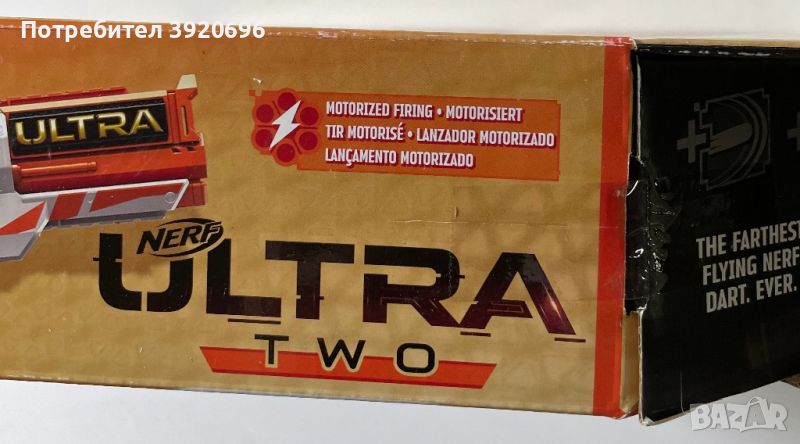 Потребител 3920696
ULTRA
MOTORIZED FIRING • MOTORISIERT
TIR MOTORISÉ • LANZADOR MOTORIZADO
LANÇAMENTO MOTORIZADO
NERF
ULTRA
TWO
THE FARTHEST
FLYING NERF
DART. EVER.
BAZAR